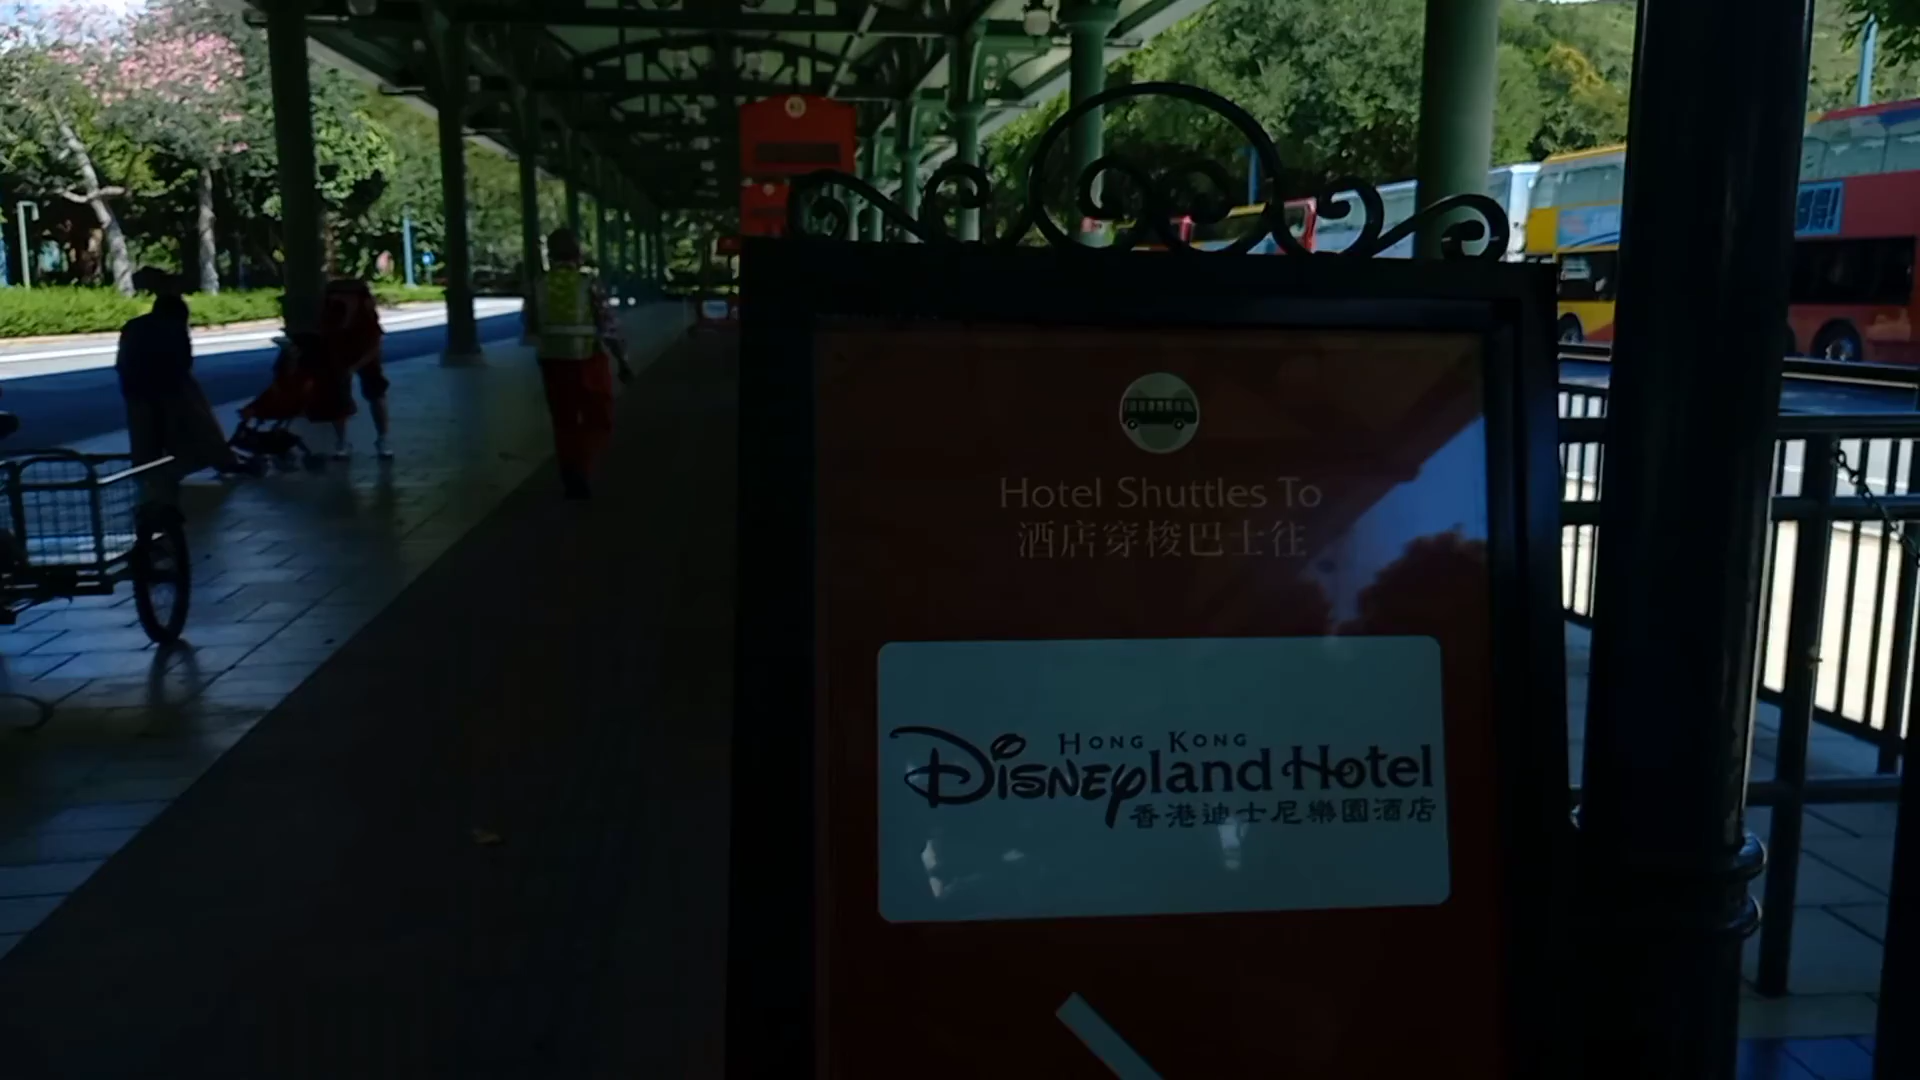 Hotel Shuttles To
酒店穿梭巴士往
HONG KONG
Disneyland Hotel
香港迪士尼樂園酒店